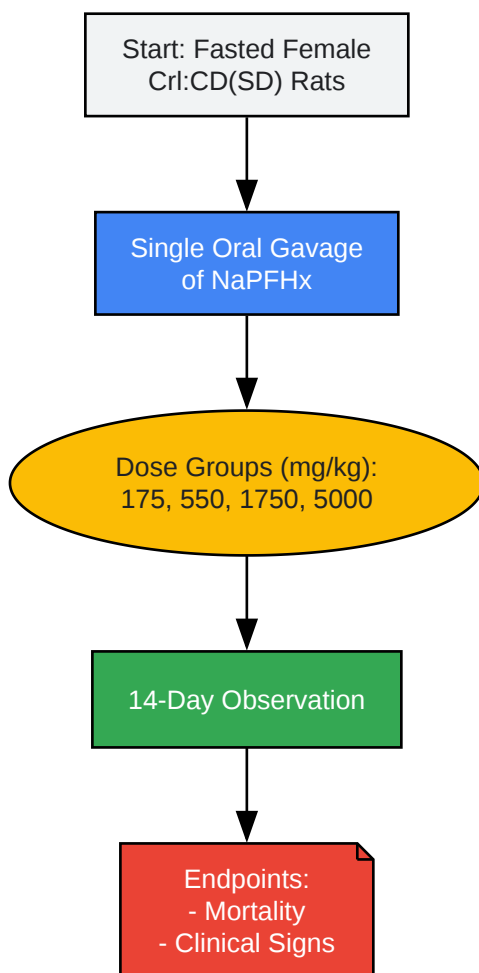 Start: Fasted Female
Crl:CD(SD) Rats
Single Oral Gavage
of NaPFHx
Dose Groups (mg/kg):
175, 550, 1750, 5000
14-Day Observation
Endpoints:
- Mortality
- Clinical Signs